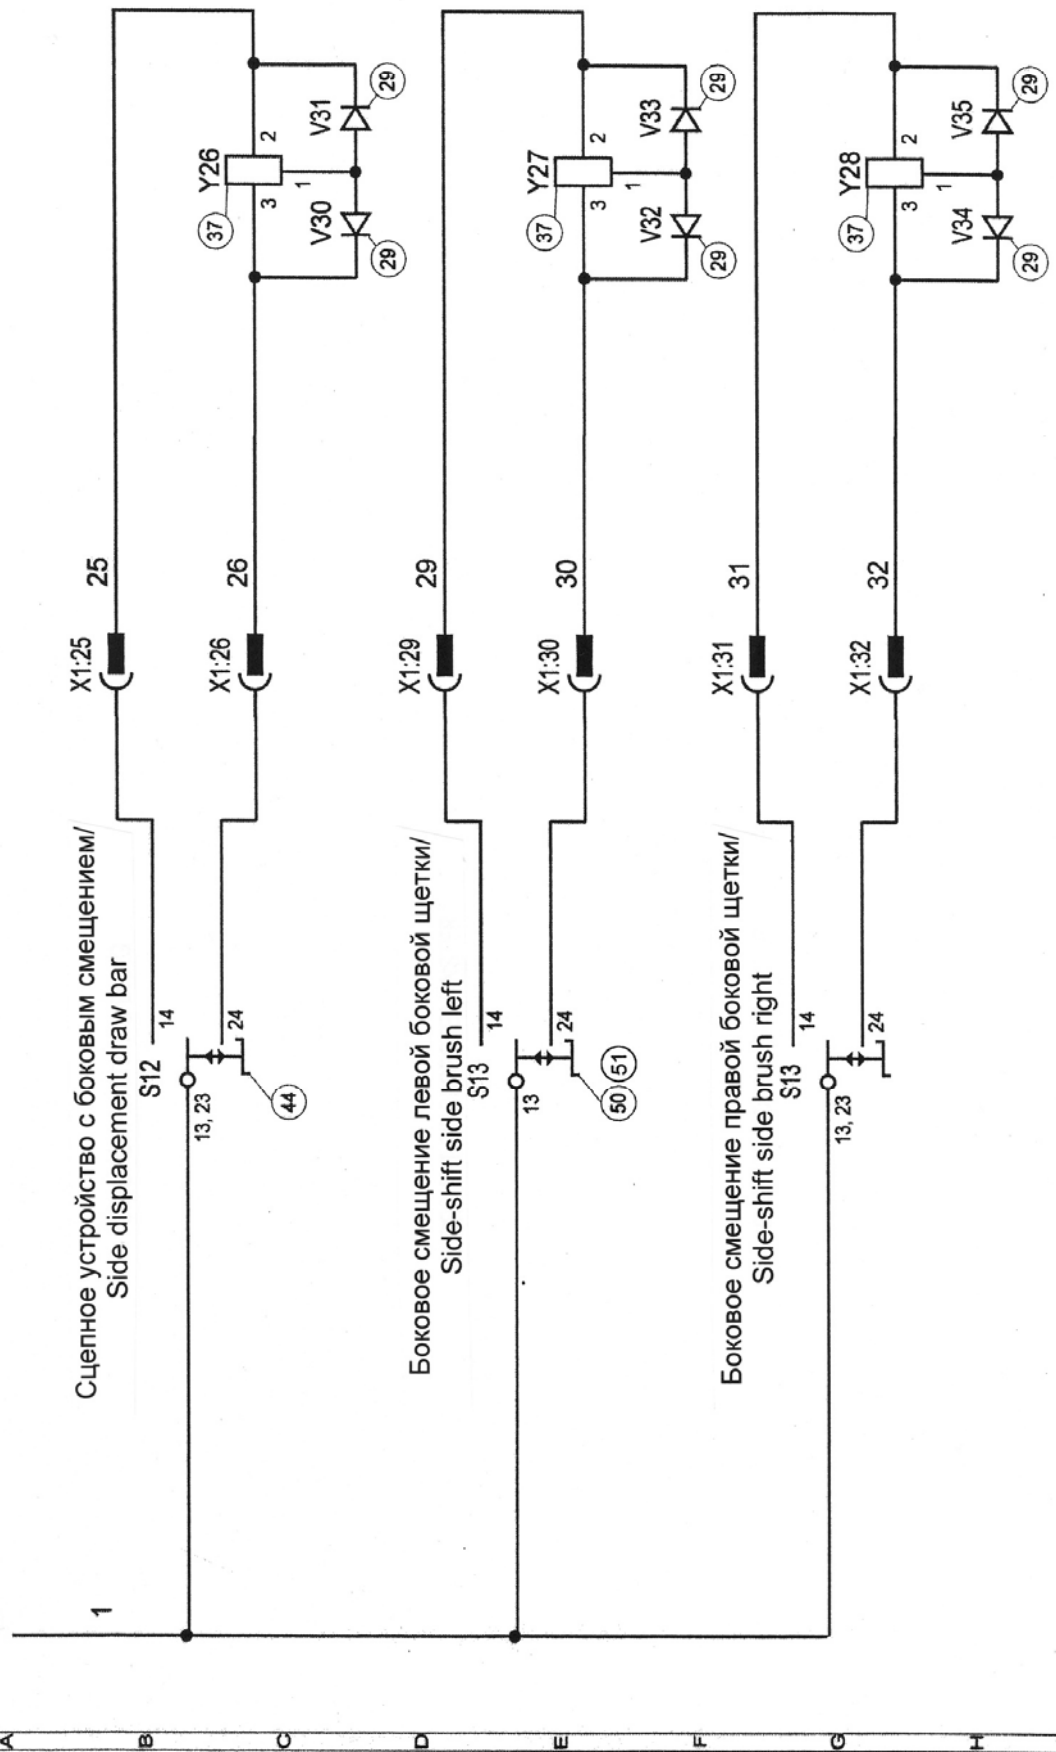 25
X1:25
Сцепное устройство с боковым смещением/
Side displacement draw bar
S12
14
13, 23
24
44
X1:26
26
Y26
37
3
2
1
V30
29
V31
29
29
X1:29
Боковое смещение левой боковой щетки/
Side-shift side brush left
S13
14
13
24
50
51
X1:30
30
Y27
37
3
2
1
V32
29
V33
29
31
X1:31
Боковое смещение правой боковой щетки/
Side-shift side brush right
S13
14
13, 23
24
X1:32
32
Y28
37
3
2
1
V34
29
V35
29
1
A
B
C
D
E
F
G
H